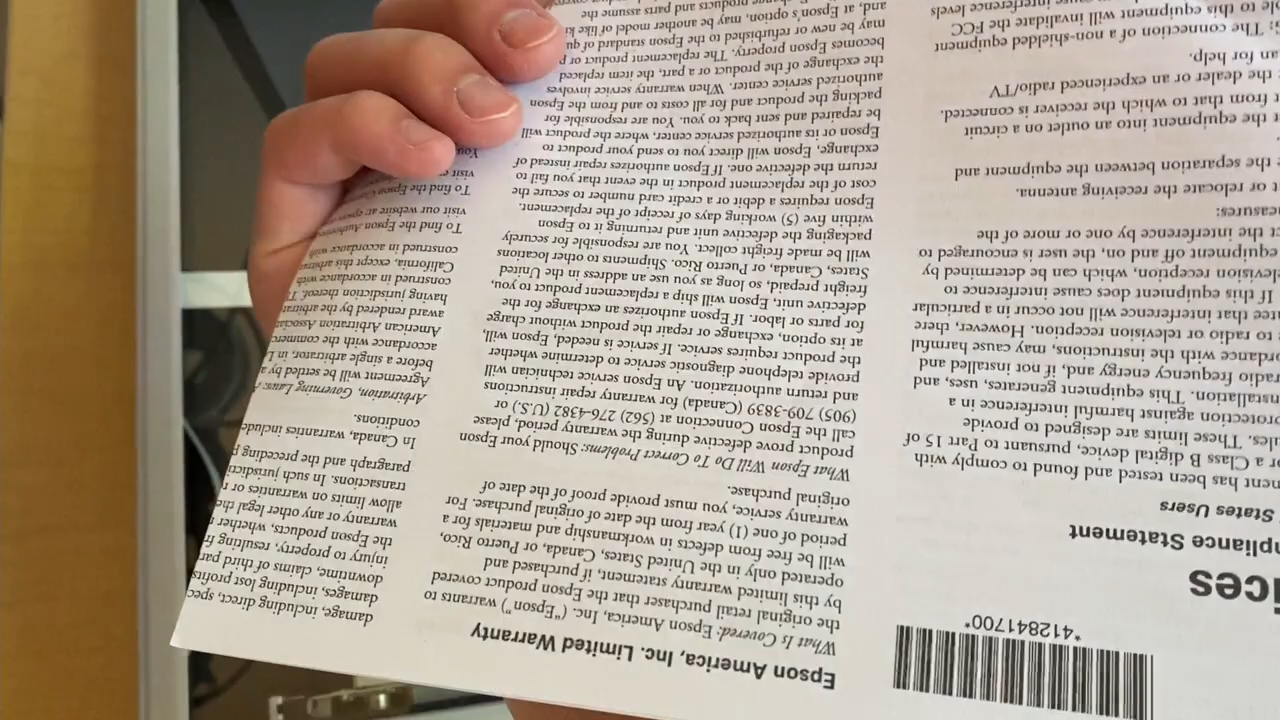 *412841700*
ices
pliance Statement
States Users
ment has been tested and found to comply with
or a Class B digital device, pursuant to Part 15 of
les. These limits are designed to provide
protection against harmful interference in a
installation. This equipment generates, uses, and
radio frequency energy and, if not installed and
rdance with the instructions, may cause harmful
to radio or television reception. However, there
tee that interference will not occur in a particular
If this equipment does cause interference to
levision reception, which can be determined by
equipment off and on, the user is encouraged to
ct the interference by one or more of the
easures:
t or relocate the receiving antenna.
the separation between the equipment and
t the equipment into an outlet on a circuit
t from that to which the receiver is connected.
the dealer or an experienced radio/TV
an for help.
The connection of a non-shielded equipment
le to this equipment will invalidate the FCC
interference levels
Epson America, Inc. Limited Warranty
What Is Covered: Epson America, Inc. (“Epson”) warrants to
the original retail purchaser that the Epson product covered
by this limited warranty statement, if purchased and
operated only in the United States, Canada, or Puerto Rico,
will be free from defects in workmanship and materials for a
period of one (1) year from the date of original purchase. For
warranty service, you must provide proof of the date of
original purchase.
What Epson Will Do To Correct Problems: Should your Epson
product prove defective during the warranty period, please
call the Epson Connection at (562) 276-4382 (U.S.) or
(905) 709-3839 (Canada) for warranty repair instructions
and return authorization. An Epson service technician will
provide telephone diagnostic service to determine whether
the product requires service. If service is needed, Epson will,
at its option, exchange or repair the product without charge
for parts or labor. If Epson authorizes an exchange for the
defective unit, Epson will ship a replacement product to you,
freight prepaid, so long as you use an address in the United
States, Canada, or Puerto Rico. Shipments to other locations
will be made freight collect. You are responsible for securely
packaging the defective unit and returning it to Epson
within five (5) working days of receipt of the replacement.
Epson requires a debit or a credit card number to secure the
cost of the replacement product in the event that you fail to
return the defective one. If Epson authorizes repair instead of
exchange, Epson will direct you to send your product to
Epson or its authorized service center, where the product will
be repaired and sent back to you. You are responsible for
packing the product and for all costs to and from the Epson
authorized service center. When warranty service involves
the exchange of the product or a part, the item replaced
becomes Epson property. The replacement product or p
may be new or refurbished to the Epson standard of qu
and, at Epson's option, may be another model of like ki
products and parts assume the
damage, including direct, spec
damages, including lost profits
downtime, claims of third par
injury to property, resulting f
the Epson products, whether
warranty or any other legal the
allow limits on warranties or r
transactions. In such jurisdicti
paragraph and the preceding p
In Canada, warranties include
conditions.
Arbitration, Governing Laws:
Agreement will be settled by a
before a single arbitrator, in L
accordance with the commerc
American Arbitration Associat
award rendered by the arbitrat
having jurisdiction thereof. T
construed in accordance with
California, except this arbitrat
construct in accordance with
To find the Epson Authorize
visit our website at: epson
To find the Epson
visit
You